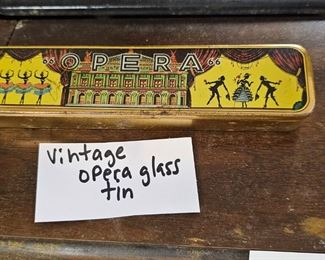 "OPERA"
Vintage
opera glass
tin